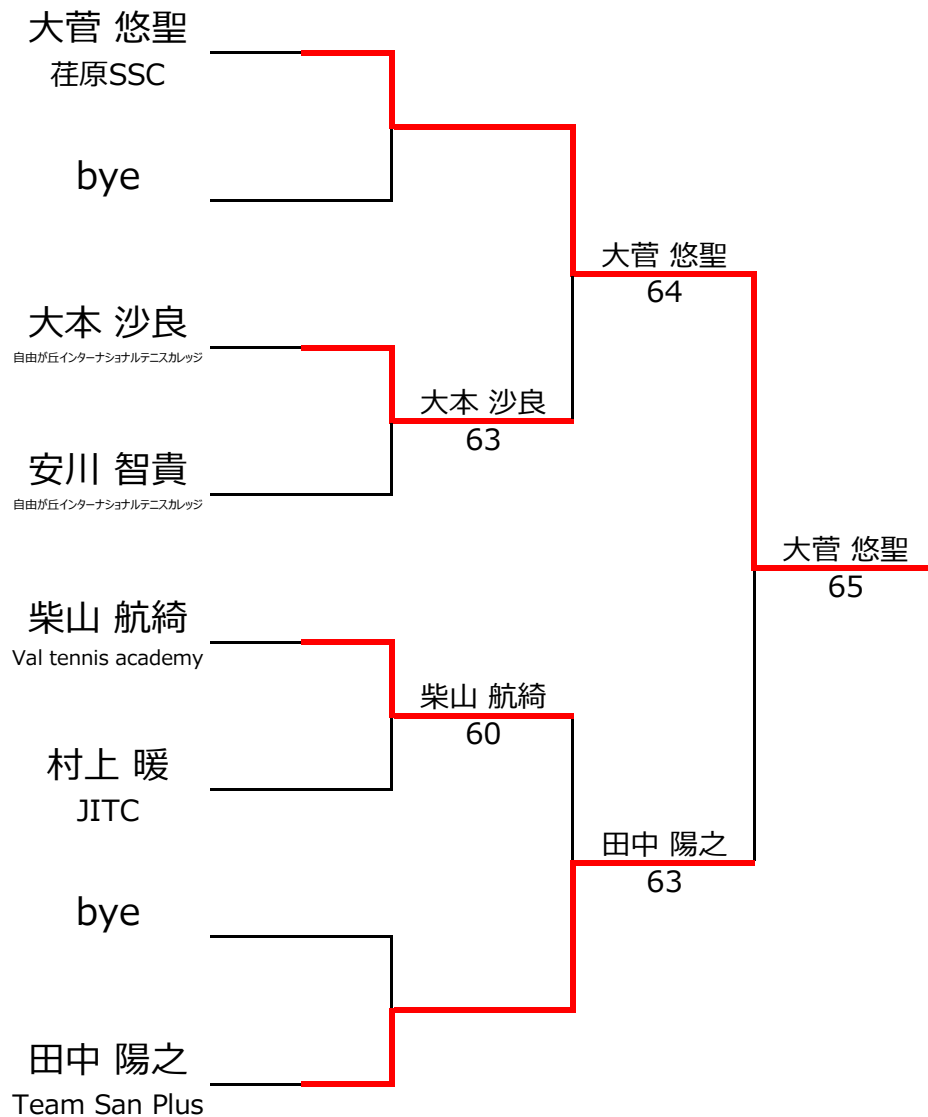 大菅 悠聖
荏原SSC
bye
大本 沙良
自由が丘インターナショナルテニスカレッジ
安川 智貴
自由が丘インターナショナルテニスカレッジ
柴山 航綺
Val tennis academy
村上 暖
JITC
bye
田中 陽之
Team San Plus
大本 沙良
63
柴山 航綺
60
大菅 悠聖
64
田中 陽之
63
大菅 悠聖
65